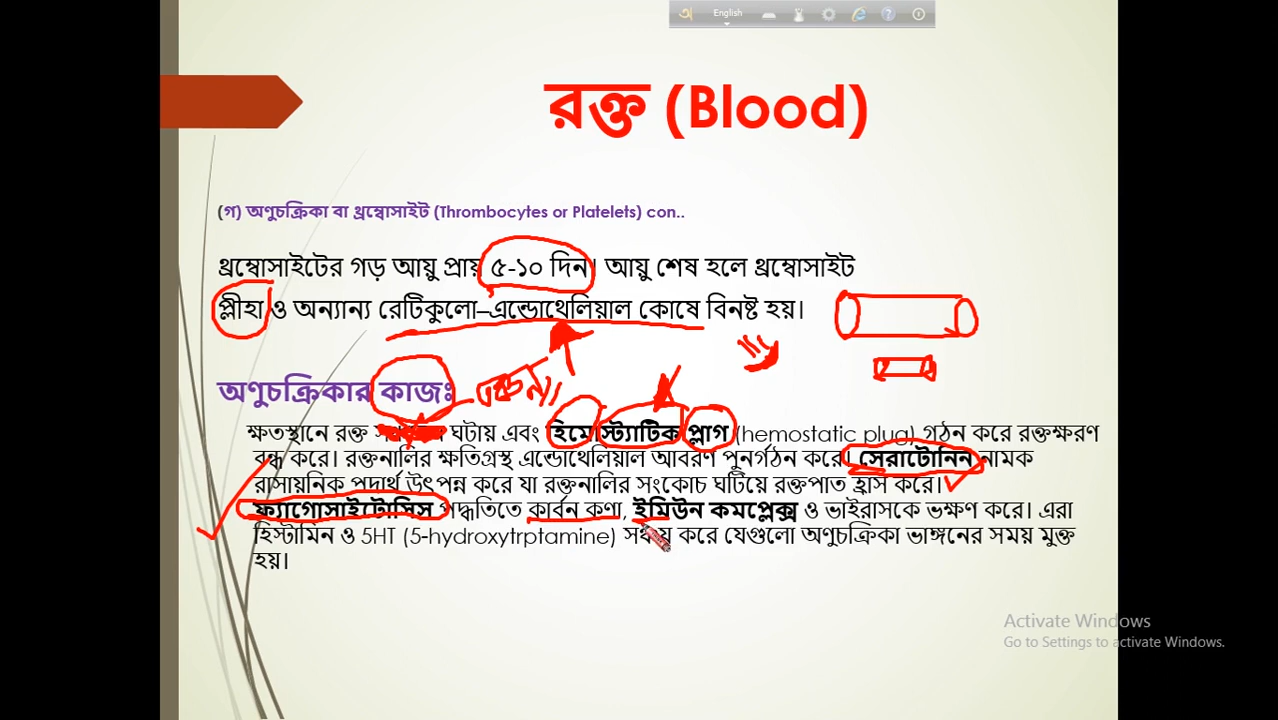 English
রক্ত (Blood)
(গ) অণুচক্রিকা বা থ্রম্বোসাইট (Thrombocytes or Platelets) con..
থ্রম্বোসাইটের গড় আয়ু প্রায় ৫-১০ দিন। আয়ু শেষ হলে থ্রম্বোসাইট
প্লীহা ও অন্যান্য রেটিকুলো–এন্ডোথেলিয়াল কোষে বিনষ্ট হয়।
অণুচক্রিকার কাজঃ
ক্ষতস্থানে রক্ত ঘটায় এবং হিমোস্ট্যাটিক প্লাগ (hemostatic plug) গঠন করে রক্তক্ষরণ
বন্ধ করে। রক্তনালির ক্ষতিগ্রস্থ এন্ডোথেলিয়াল আবরণ পুনর্গঠন করে। সেরাটোনিন নামক
রাসায়নিক পদার্থ উৎপন্ন করে যা রক্তনালির সংকোচ ঘটিয়ে রক্তপাত হ্রাস করে।
ফ্যাগোসাইটোসিস পদ্ধতিতে কার্বন কণা, ইমিউন কমপ্লেক্স ও ভাইরাসকে ভক্ষণ করে। এরা
হিস্টামিন ও 5HT (5-hydroxytrptamine) সঞ্চয় করে যেগুলো অণুচক্রিকা ভাঙ্গনের সময় মুক্ত
হয়।
Activate Windows
Go to Settings to activate Windows.